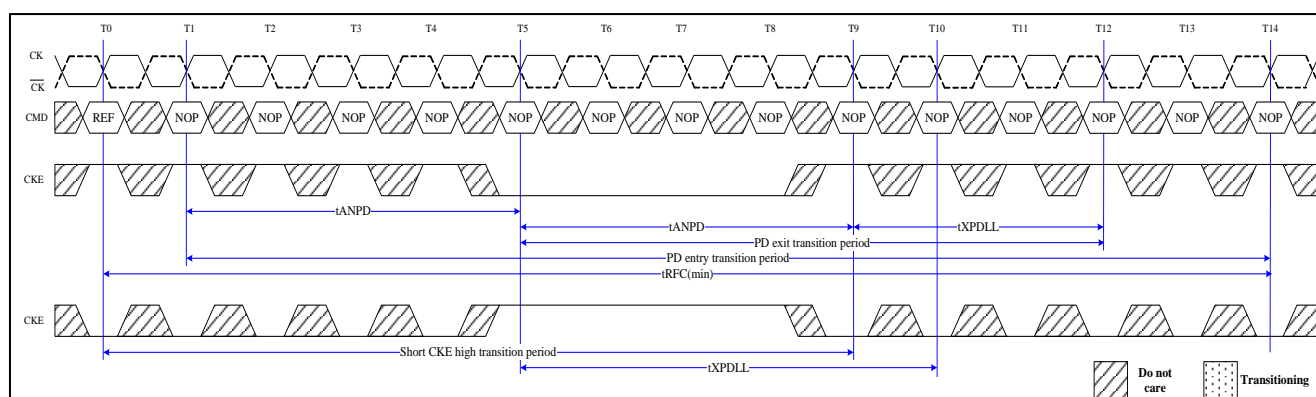 T0 T1 T2 T3 T4 T5 T6 T7 T8 T9 T10 T11 T12 T13 T14
CK
CK
CMD REF NOP NOP NOP NOP NOP NOP NOP NOP NOP NOP NOP NOP NOP NOP
CKE
tANPD
tANPD tXPDLL
PD exit transition period
PD entry transition period
tRFC(min)
CKE
Short CKE high transition period
tXPDLL
Do not care
Transitioning